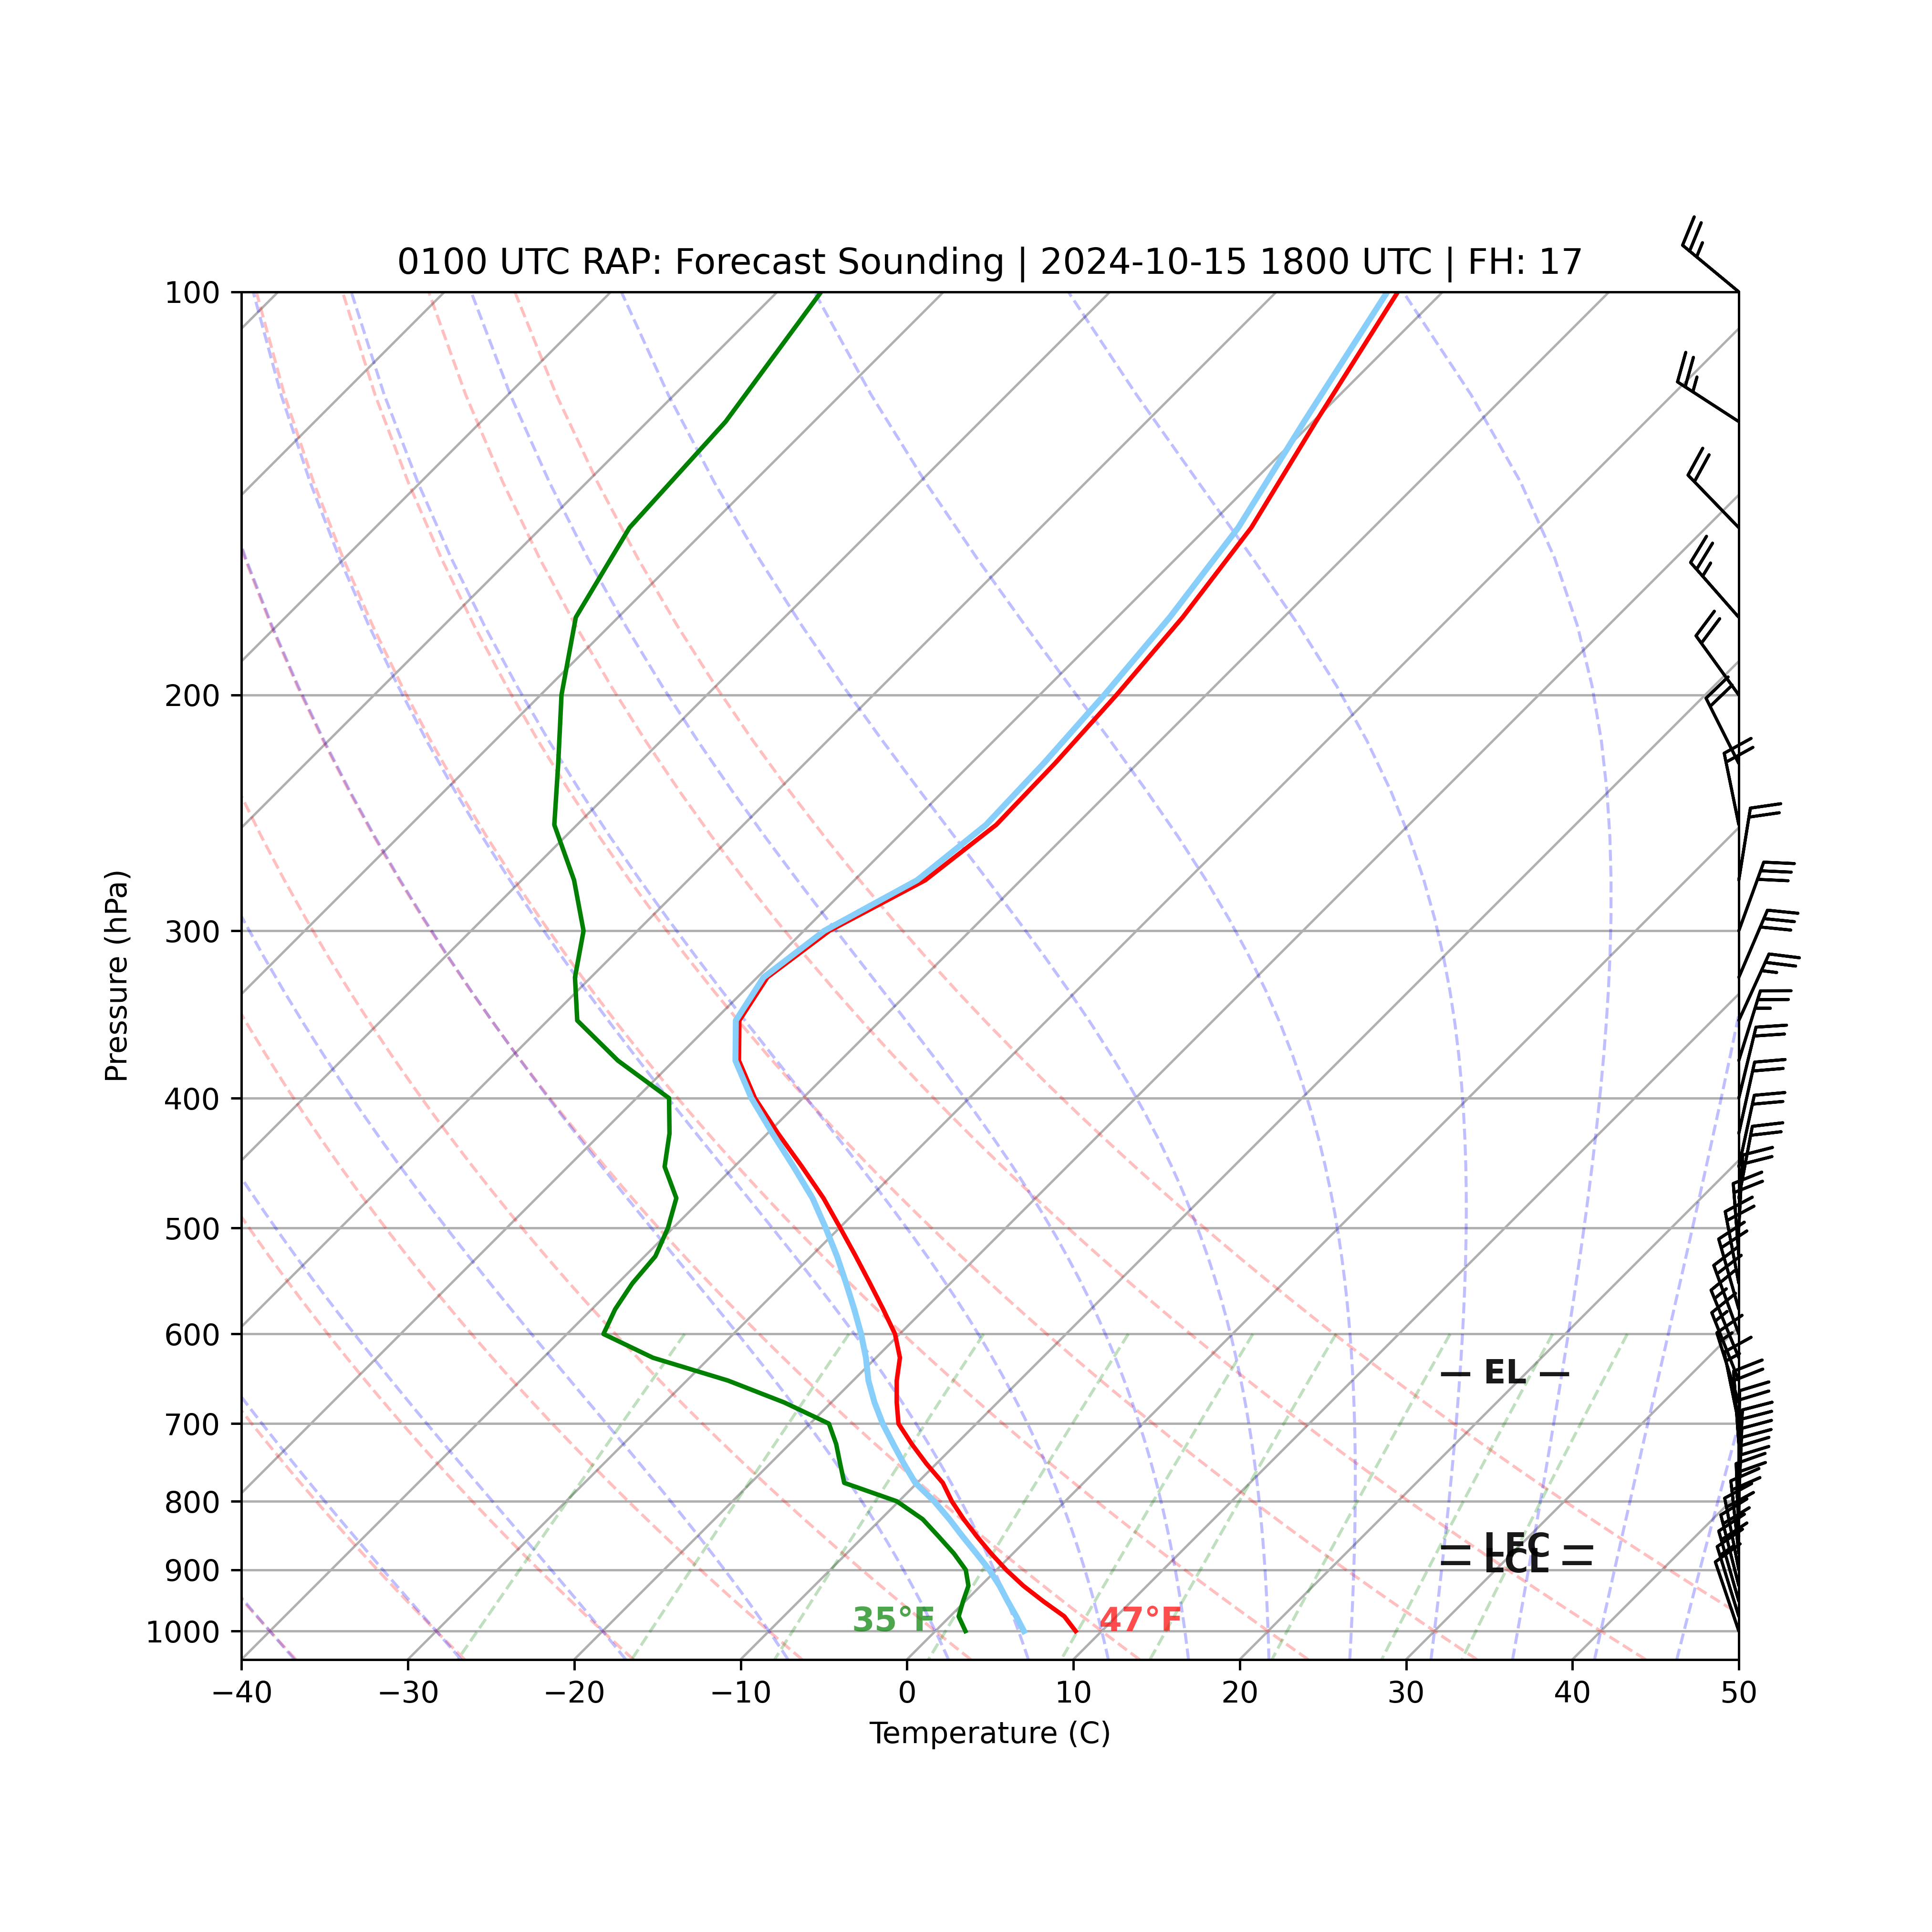 0100 UTC RAP: Forecast Sounding | 2024-10-15 1800 UTC | FH: 17
100
200
300
400
500
600
700
800
900
1000
Pressure (hPa)
— EL —
— LFC —
— LCL —
35°F
47°F
−40 −30 −20 −10 0 10 20 30 40 50
Temperature (C)